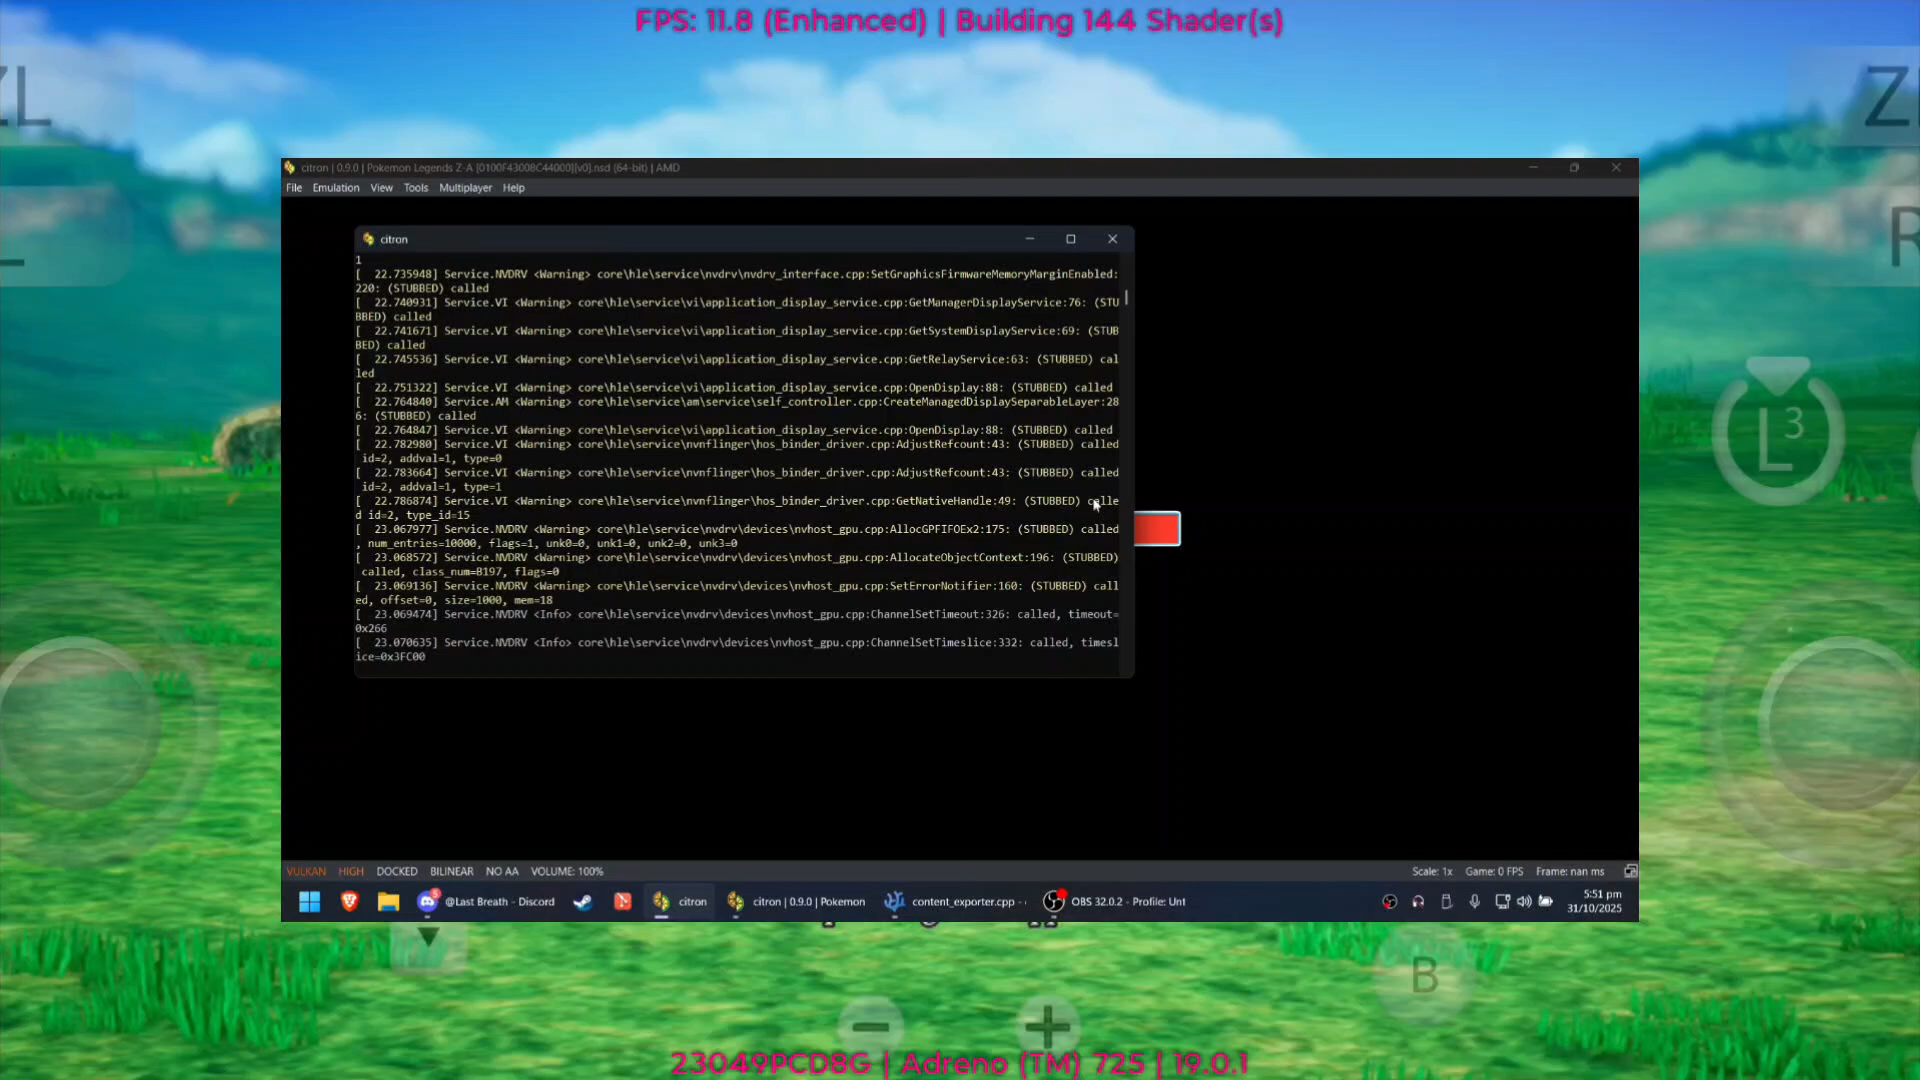 FPS: 11.8 (Enhanced) | Building 144 Shader(s)
ZL
citron | 0.9.0 | Pokemon Legends Z-A [0100F43008C44000][v0].nsd (64-bit) | AMD
File Emulation View Tools Multiplayer Help
citron
1
[ 22.735948] Service.NVDRV <Warning> core\hle\service\nvdrv\nvdrv_interface.cpp:SetGraphicsFirmwareMemoryMarginEnabled:
220: (STUBBED) called
[ 22.740931] Service.VI <Warning> core\hle\service\vi\application_display_service.cpp:GetManagerDisplayService:76: (STU
BBED) called
[ 22.741671] Service.VI <Warning> core\hle\service\vi\application_display_service.cpp:GetSystemDisplayService:69: (STUB
BED) called
[ 22.745536] Service.VI <Warning> core\hle\service\vi\application_display_service.cpp:GetRelayService:63: (STUBBED) cal
led
[ 22.751322] Service.VI <Warning> core\hle\service\vi\application_display_service.cpp:OpenDisplay:88: (STUBBED) called
[ 22.764840] Service.AM <Warning> core\hle\service\am\service\self_controller.cpp:CreateManagedDisplaySeparableLayer:28
6: (STUBBED) called
[ 22.764847] Service.VI <Warning> core\hle\service\vi\application_display_service.cpp:OpenDisplay:88: (STUBBED) called
[ 22.782980] Service.VI <Warning> core\hle\service\nvnflinger\hos_binder_driver.cpp:AdjustRefcount:43: (STUBBED) called
id=2, addval=1, type=0
[ 22.783664] Service.VI <Warning> core\hle\service\nvnflinger\hos_binder_driver.cpp:AdjustRefcount:43: (STUBBED) called
id=2, addval=1, type=1
[ 22.786874] Service.VI <Warning> core\hle\service\nvnflinger\hos_binder_driver.cpp:GetNativeHandle:49: (STUBBED) calle
d id=2, type_id=15
[ 23.067977] Service.NVDRV <Warning> core\hle\service\nvdrv\devices\nvhost_gpu.cpp:AllocGPFIFOEx2:175: (STUBBED) called
, num_entries=10000, flags=1, unk0=0, unk1=0, unk2=0, unk3=0
[ 23.068572] Service.NVDRV <Warning> core\hle\service\nvdrv\devices\nvhost_gpu.cpp:AllocateObjectContext:196: (STUBBED)
called, class_num=B197, flags=0
[ 23.069136] Service.NVDRV <Warning> core\hle\service\nvdrv\devices\nvhost_gpu.cpp:SetErrorNotifier:160: (STUBBED) call
ed, offset=0, size=1000, mem=18
[ 23.069474] Service.NVDRV <Info> core\hle\service\nvdrv\devices\nvhost_gpu.cpp:ChannelSetTimeout:326: called, timeout=
0x266
[ 23.070635] Service.NVDRV <Info> core\hle\service\nvdrv\devices\nvhost_gpu.cpp:ChannelSetTimeslice:332: called, timesl
ice=0x3FC00
L3
VULKAN HIGH DOCKED BILINEAR NO AA VOLUME: 100% Scale: 1x Game: 0 FPS Frame: nan ms
5 @Last Breath - Discord citron citron | 0.9.0 | Pokemon content_exporter.cpp - OBS 32.0.2 - Profile: Unt 5:51 pm
31/10/2025
B
23049PCD8G | Adreno (TM) 725 | 19.0.1